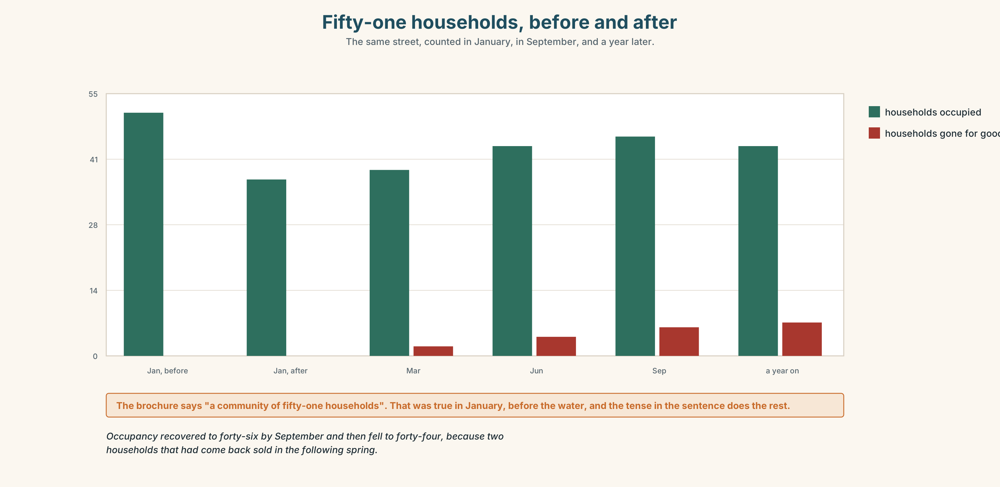 Fifty-one households, before and after
The same street, counted in January, in September, and a year later.
55
41
28
14
0
households occupied
households gone for
Jan, before
Jan, after
Mar
Jun
Sep
a year on
The brochure says "a community of fifty-one households". That was true in January, before the water, and the tense in the sentence does the rest.
Occupancy recovered to forty-six by September and then fell to forty-four, because two
households that had come back sold in the following spring.